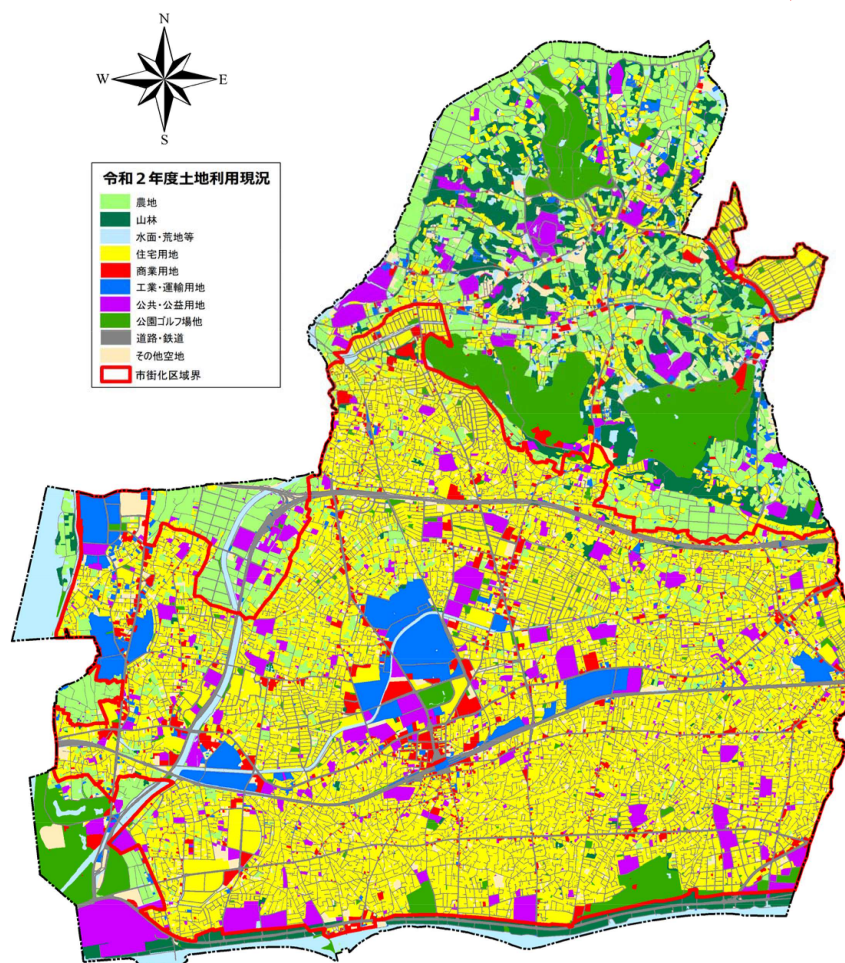 N
W E
S
令和2年度土地利用現況
農地
山林
水面・荒地等
住宅用地
商業用地
工業・運輸用地
公共・公益用地
公園ゴルフ場他
道路・鉄道
その他空地
市街化区域界